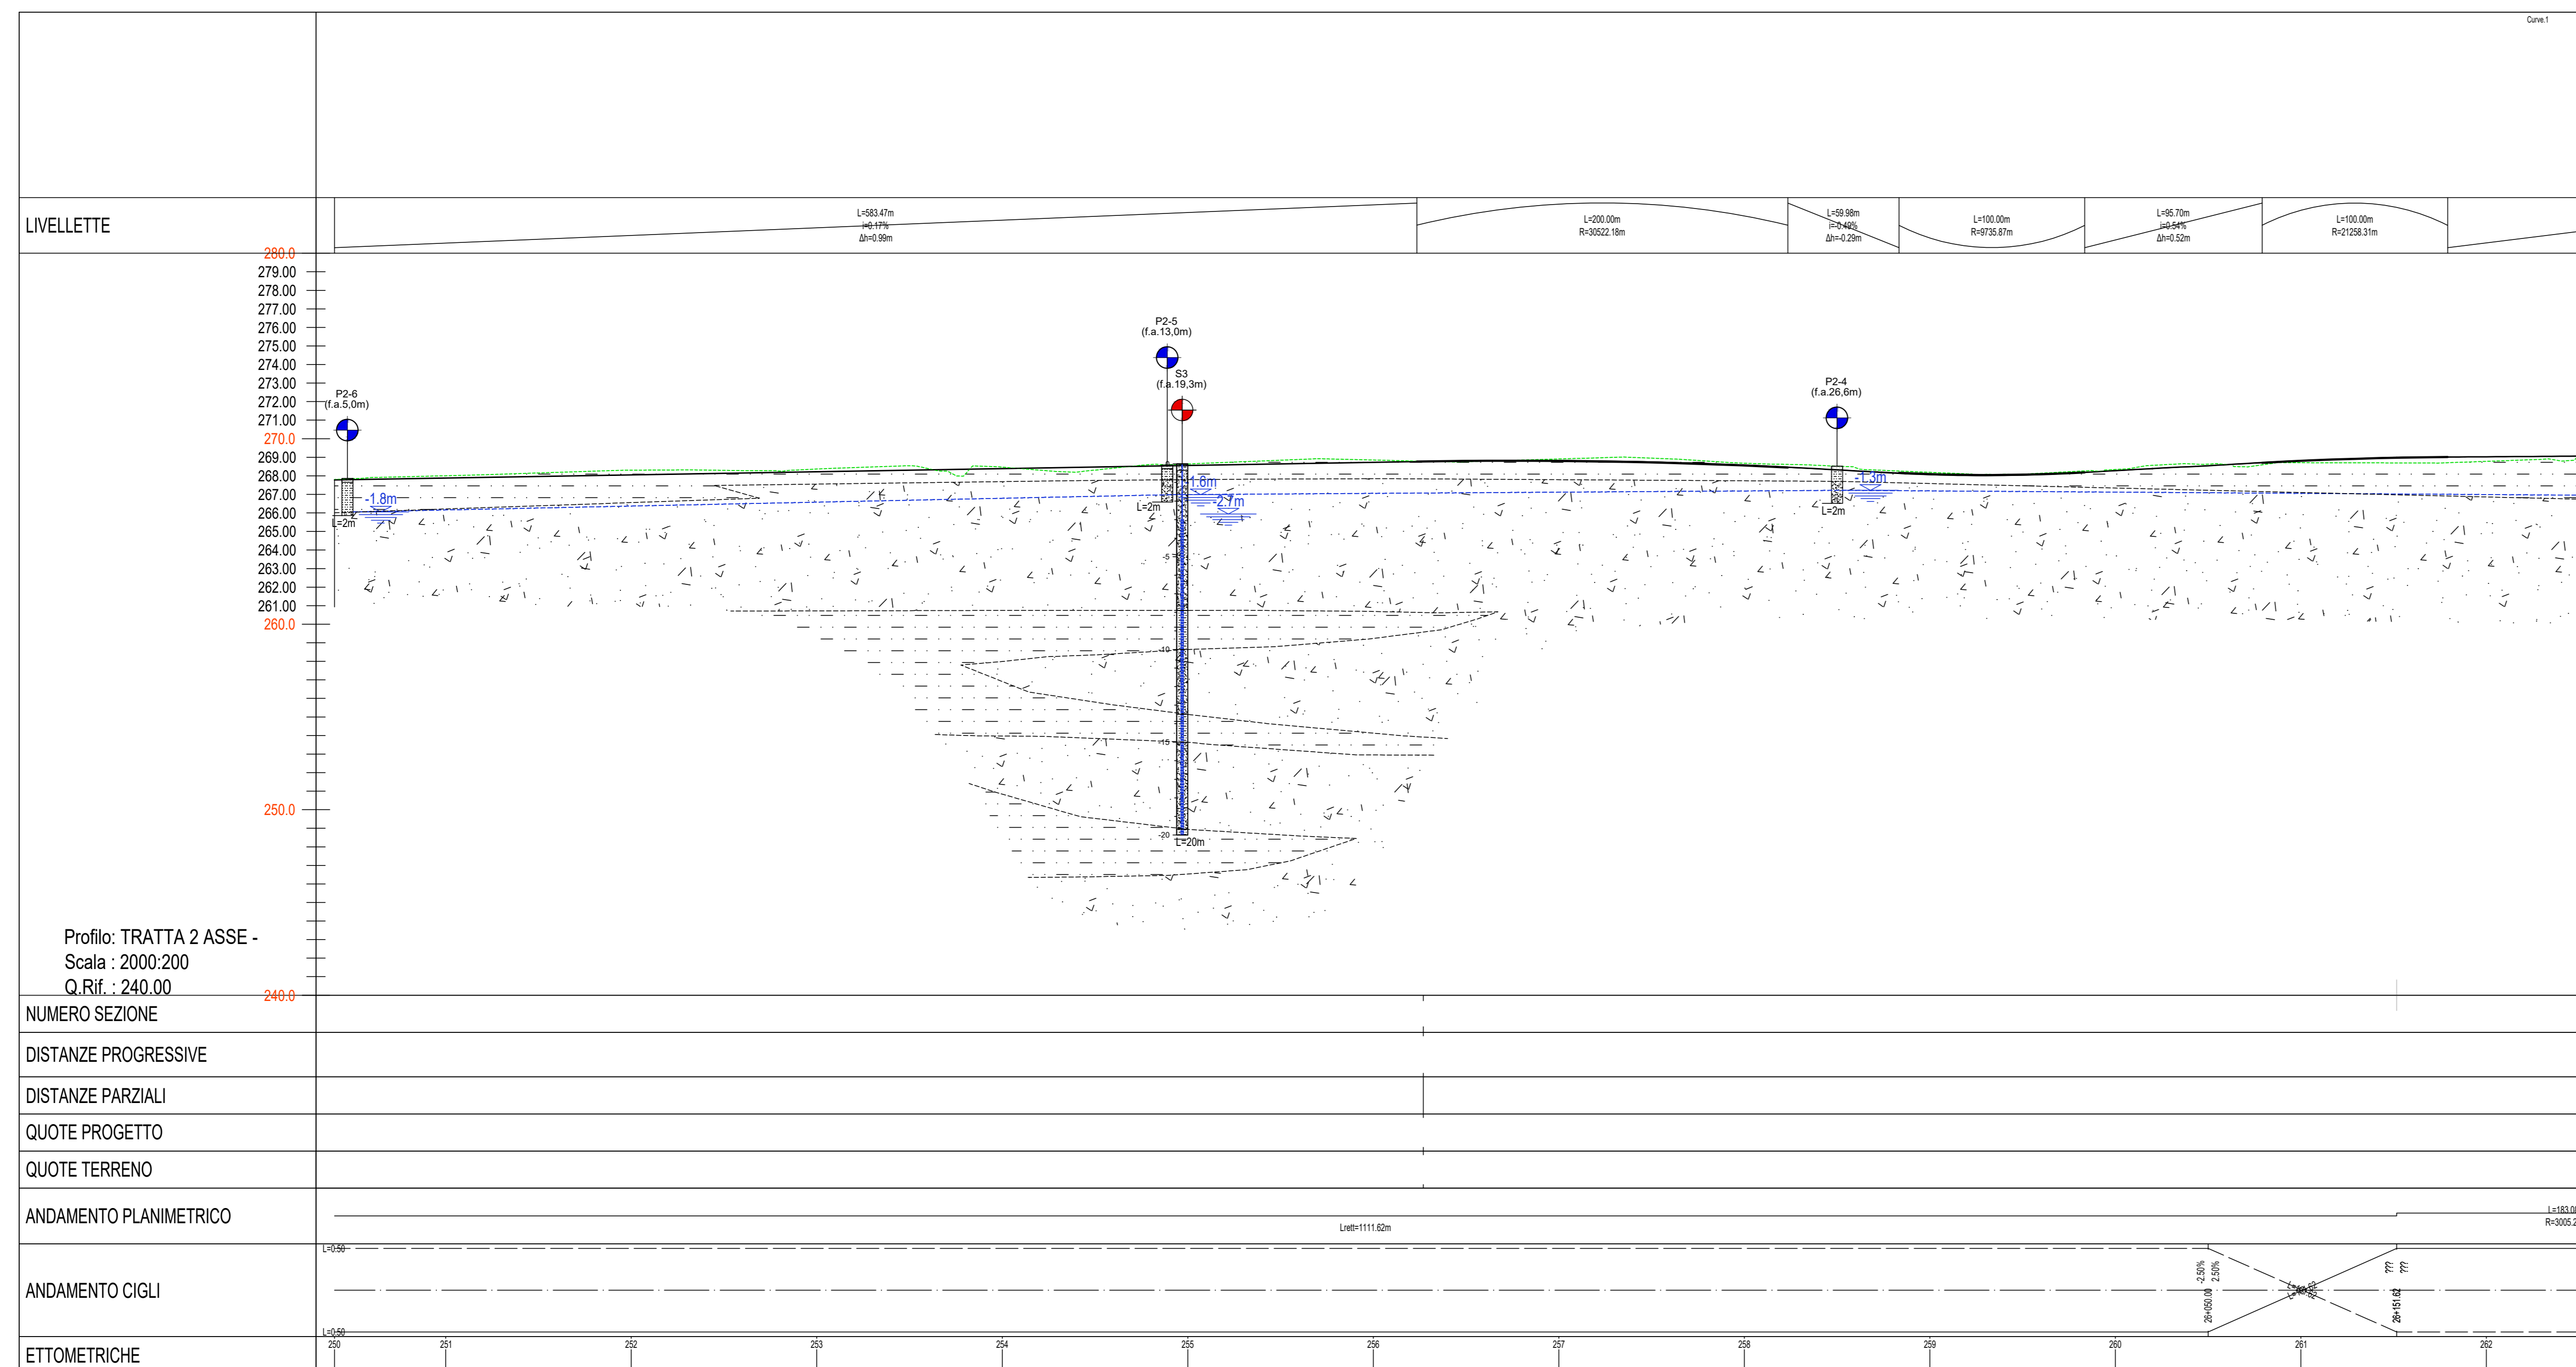 Curve.1
LIVELLETTE
L=583.47m
i=0.17%
Δh=0.99m
L=200.00m
R=30522.18m
L=59.98m
i=-0.49%
Δh=-0.29m
L=100.00m
R=9735.87m
L=95.70m
i=0.54%
Δh=0.52m
L=100.00m
R=21258.31m
280.0
279.00
278.00
277.00
276.00
275.00
274.00
273.00
272.00
271.00
270.0
269.00
268.00
267.00
266.00
265.00
264.00
263.00
262.00
261.00
260.0
250.0
240.0
P2-6
(f.a.5,0m)
-1.8m
L=2m
P2-5
(f.a.13,0m)
S3
(f.a.19,3m)
-1.6m
-2.7m
L=2m
-5
-10
-15
-20
L=20m
P2-4
(f.a.26,6m)
-1.3m
L=2m
Profilo: TRATTA 2 ASSE -
Scala : 2000:200
Q.Rif. : 240.00
NUMERO SEZIONE
DISTANZE PROGRESSIVE
DISTANZE PARZIALI
QUOTE PROGETTO
QUOTE TERRENO
ANDAMENTO PLANIMETRICO
Lrett=1111.62m
L=183.0
R=3005.2
ANDAMENTO CIGLI
L=0.50
L=0.50
-2.50%
2.50%
26+050.00
???
???
26+151.62
ETTOMETRICHE
250 251 252 253 254 255 256 257 258 259 260 261 262